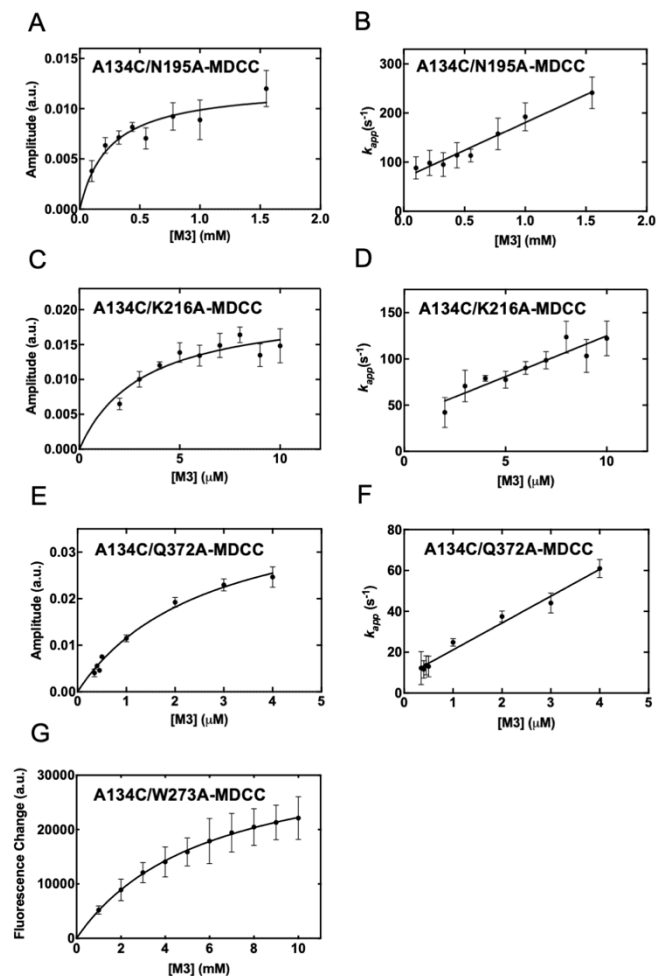 A
A134C/N195A-MDCC
Amplitude (a.u.)
0.015
0.010
0.005
0.000
0.0 0.5 1.0 1.5 2.0
[M3] (mM)
B
A134C/N195A-MDCC
kapp(s-1)
300
200
100
0
0.0 0.5 1.0 1.5 2.0
[M3] (mM)
C
A134C/K216A-MDCC
Amplitude (a.u.)
0.020
0.015
0.010
0.005
0.000
5 10
[M3] (μM)
D
A134C/K216A-MDCC
kapp(s-1)
150
100
50
0
0 5 10
[M3] (μM)
E
A134C/Q372A-MDCC
Amplitude (a.u.)
0.03
0.02
0.01
0.00
0 1 2 3 4 5
[M3] (μM)
F
A134C/Q372A-MDCC
kapp (s-1)
80
60
40
20
0
0 1 2 3 4 5
[M3] (μM)
G
A134C/W273A-MDCC
Fluorescence Change (a.u.)
30000
20000
10000
0
0 2 4 6 8 10
[M3] (mM)